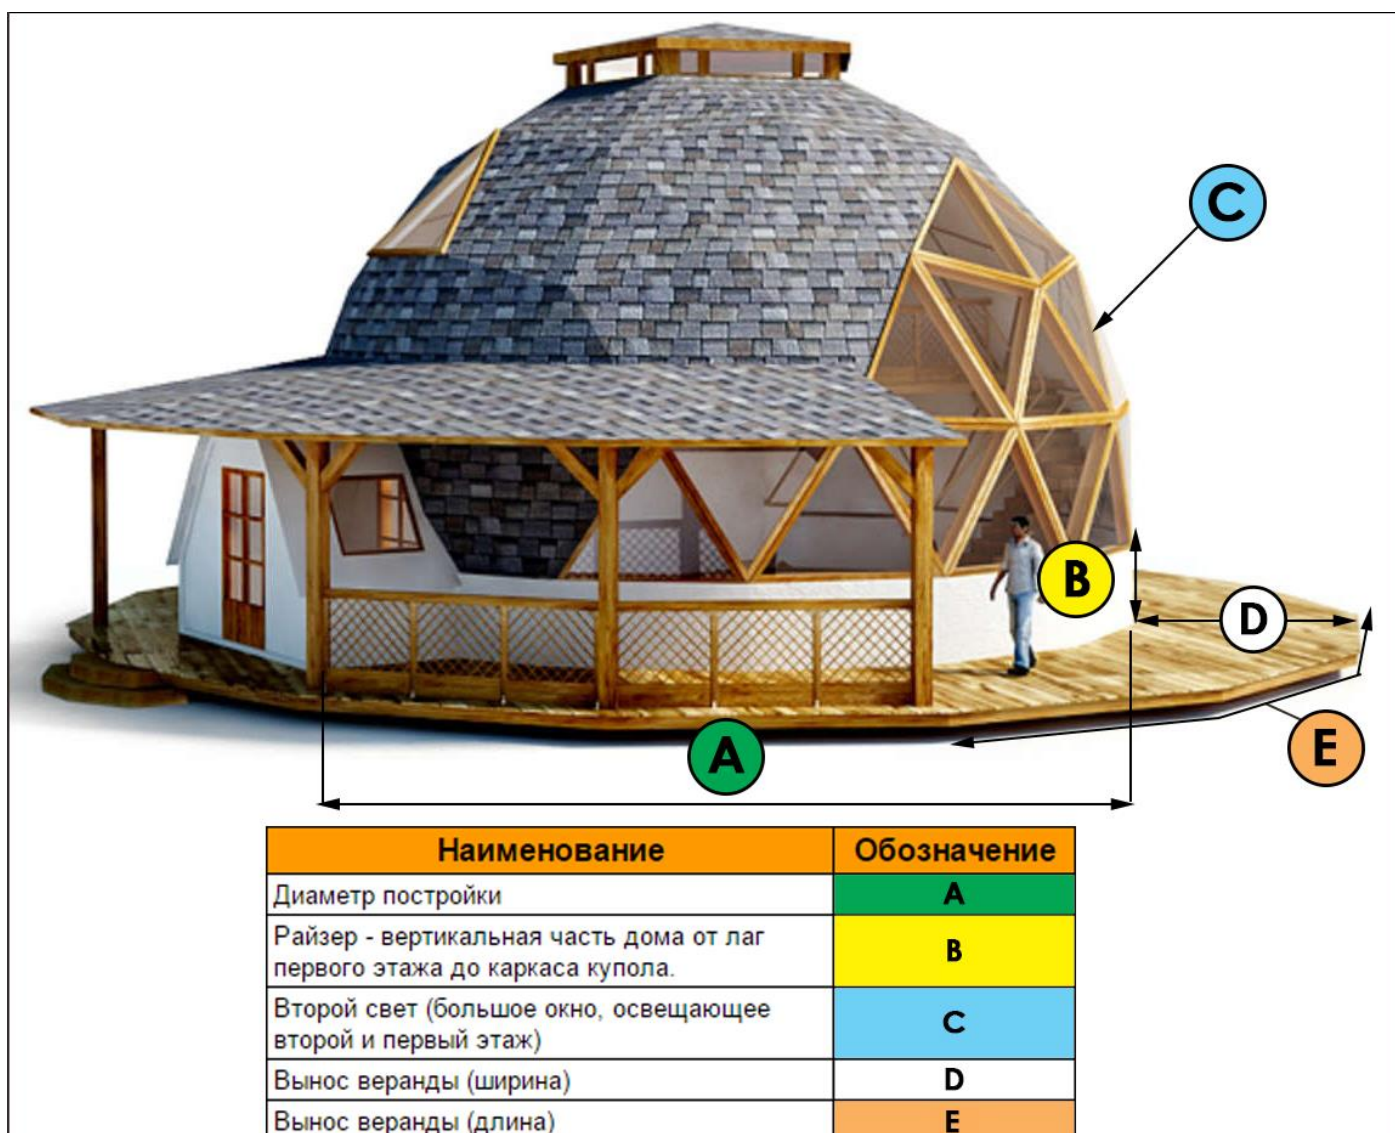 C
B
D
A
E
Наименование Обозначение
Диаметр постройки A
Райзер - вертикальная часть дома от лаг
первого этажа до каркаса купола. B
Второй свет (большое окно, освещающее
второй и первый этаж) C
Вынос веранды (ширина) D
Вынос веранды (длина) E